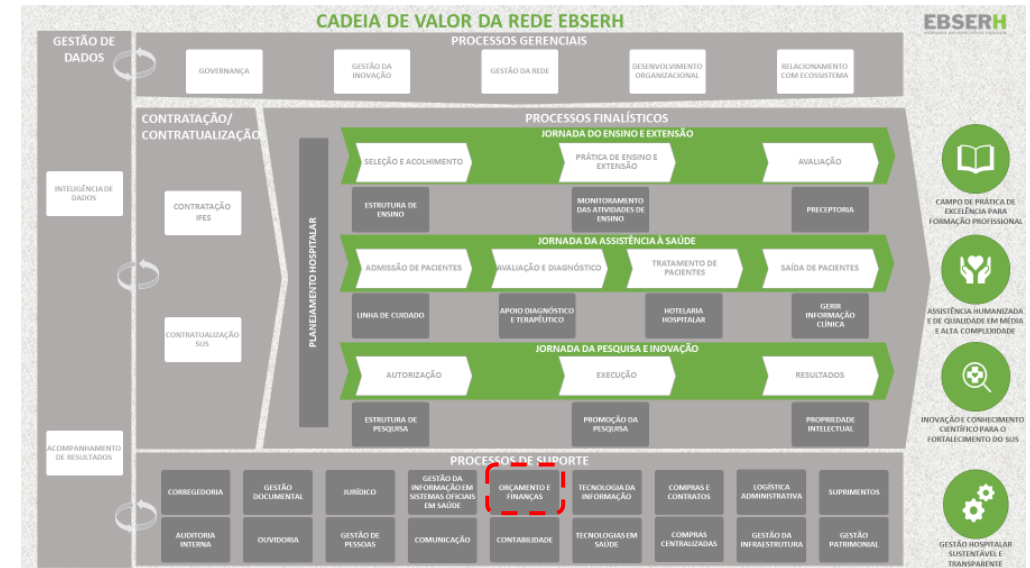 CADEIA DE VALOR DA REDE EBSERH
EBSERH
GESTÃO DE
DADOS
INTELIGÊNCIA DE
DADOS
ACOMPANHAMENTO
DE RESULTADOS
PROCESSOS GERENCIAIS
GOVERNANÇA
GESTÃO DA
INOVAÇÃO
GESTÃO DA REDE
DESENVOLVIMENTO
ORGANIZACIONAL
RELACIONAMENTO
COM ECOSSISTEMA
CONTRATAÇÃO/
CONTRATUALIZAÇÃO
CONTRATAÇÃO
IFES
CONTRATUALIZAÇÃO
SUS
PROCESSOS FINALÍSTICOS
PLANEJAMENTO HOSPITALAR
JORNADA DO ENSINO E EXTENSÃO
SELEÇÃO E ACOLHIMENTO
PRÁTICA DE ENSINO E
EXTENSÃO
AVALIAÇÃO
ESTRUTURA DE
ENSINO
MONITORAMENTO
DAS ATIVIDADES DE
ENSINO
PRECEPTORIA
JORNADA DA ASSISTÊNCIA À SAÚDE
ADMISSÃO DE PACIENTES
AVALIAÇÃO E DIAGNÓSTICO
TRATAMENTO DE
PACIENTES
SAÍDA DE PACIENTES
LINHA DE CUIDADO
APOIO DIAGNÓSTICO
E TERAPÊUTICO
HOTELARIA
HOSPITALAR
GERIR
INFORMAÇÃO
CLÍNICA
JORNADA DA PESQUISA E INOVAÇÃO
AUTORIZAÇÃO
EXECUÇÃO
RESULTADOS
ESTRUTURA DE
PESQUISA
PROMOÇÃO DA
PESQUISA
PROPRIEDADE
INTELECTUAL
PROCESSOS DE SUPORTE
CORREGEDORIA
GESTÃO
DOCUMENTAL
JURÍDICO
GESTÃO DA
INFORMAÇÃO EM
SISTEMAS OFICIAIS
EM SAÚDE
ORÇAMENTO E
FINANÇAS
TECNOLOGIA DA
INFORMAÇÃO
COMPRAS E
CONTRATOS
LOGÍSTICA
ADMINISTRATIVA
SUPRIMENTOS
AUDITORIA
INTERNA
OUVIDORIA
GESTÃO DE
PESSOAS
COMUNICAÇÃO
CONTABILIDADE
TECNOLOGIAS EM
SAÚDE
COMPRAS
CENTRALIZADAS
GESTÃO DA
INFRAESTRUTURA
GESTÃO
PATRIMONIAL
CAMPO DE PRÁTICA DE
EXCELÊNCIA PARA
FORMAÇÃO PROFISSIONAL
ASSISTÊNCIA HUMANIZADA
E DE QUALIDADE EM MÉDIA
E ALTA COMPLEXIDADE
INOVAÇÃO E CONHECIMENTO
CIENTÍFICO PARA O
FORTALECIMENTO DO SUS
GESTÃO HOSPITALAR
SUSTENTÁVEL E
TRANSPARENTE